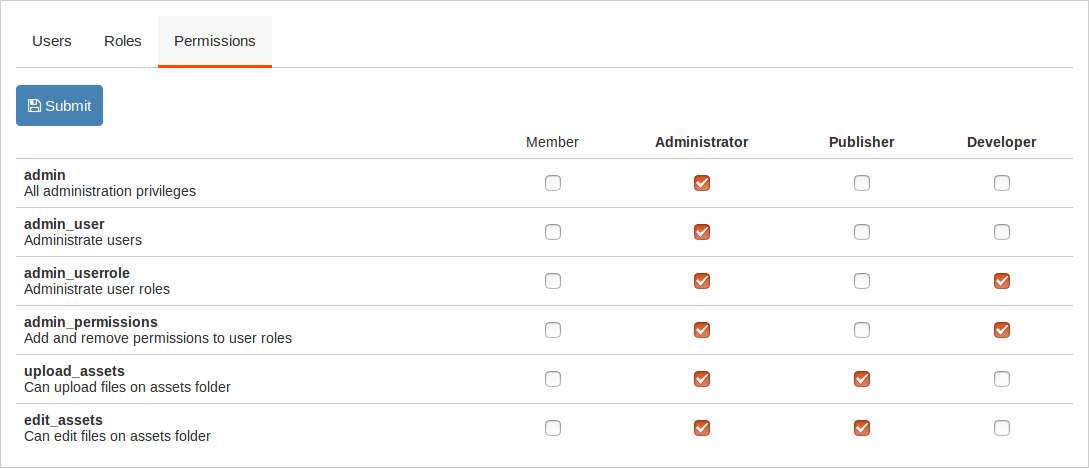 Users Roles Permissions
Submit
Member Administrator Publisher Developer
admin
All administration privileges
admin_user
Administrate users
admin_userrole
Administrate user roles
admin_permissions
Add and remove permissions to user roles
upload_assets
Can upload files on assets folder
edit_assets
Can edit files on assets folder